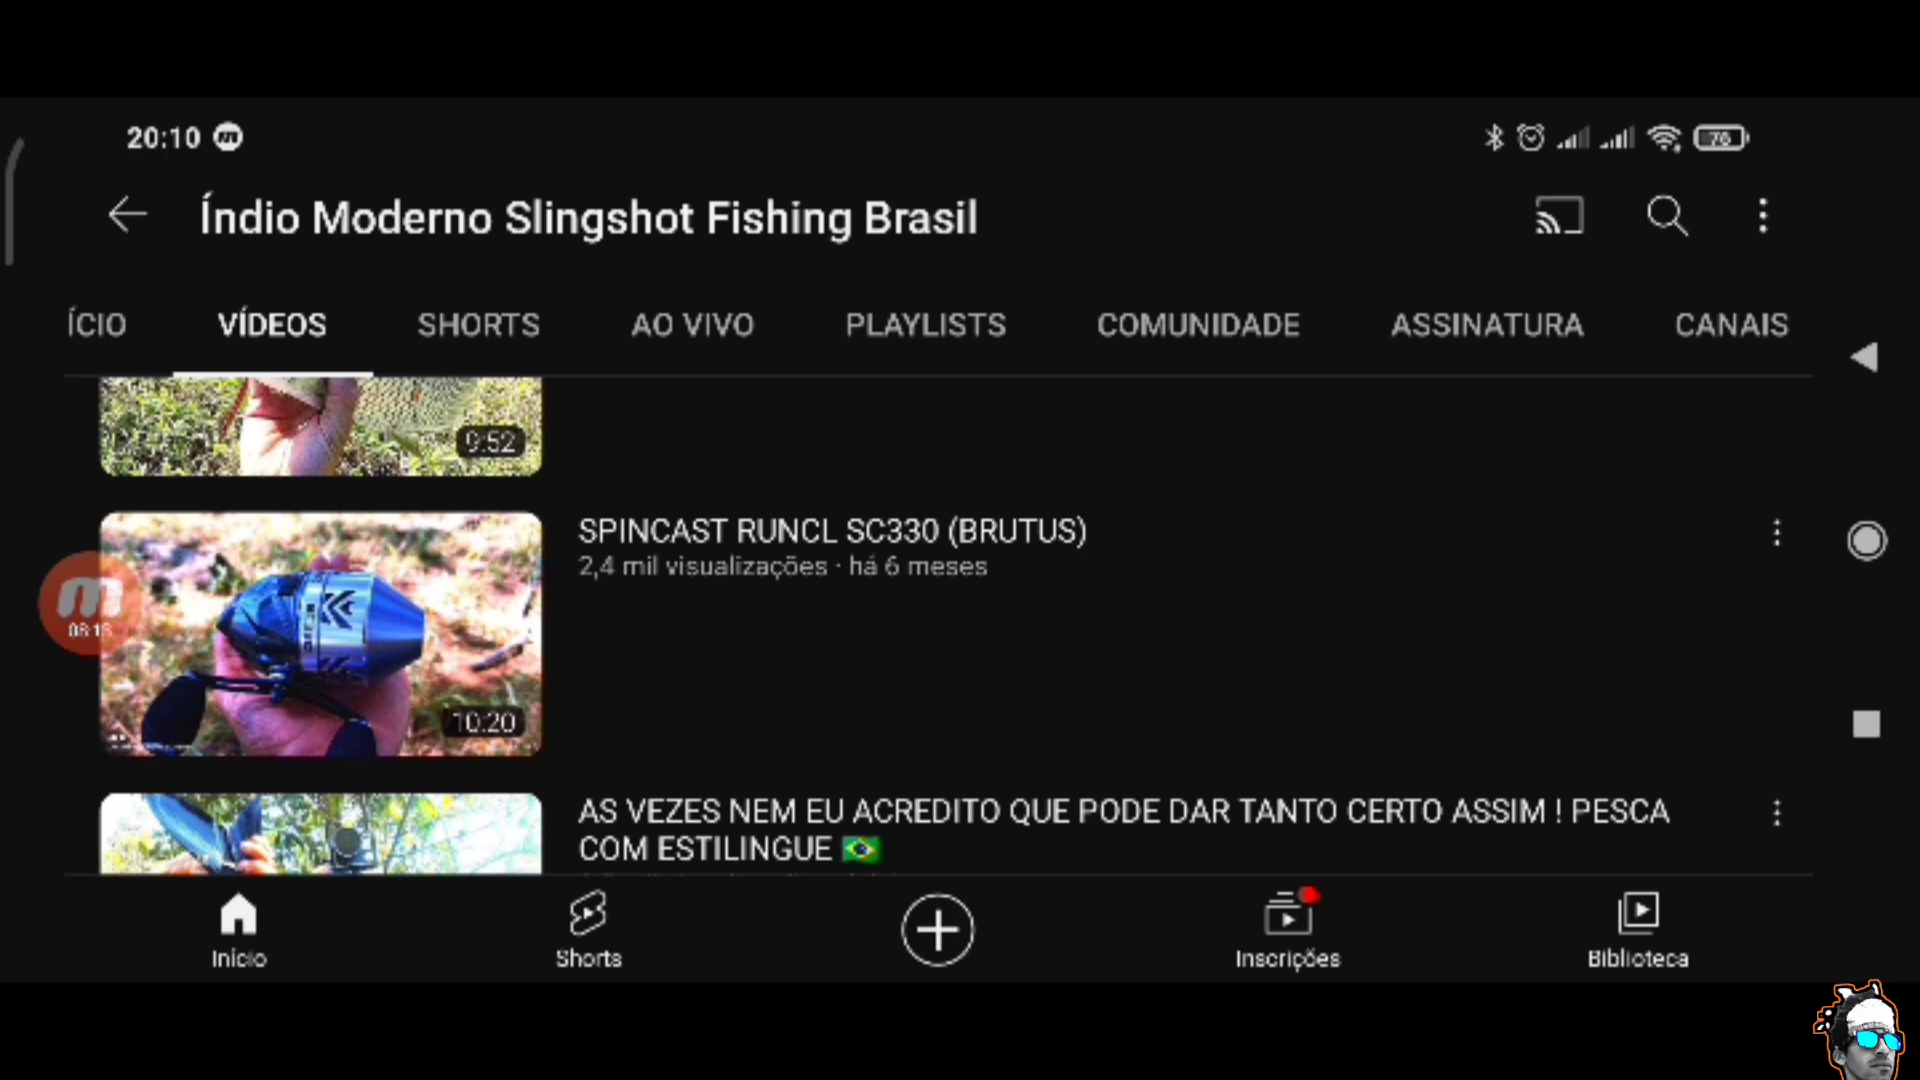 20:10
76
Índio Moderno Slingshot Fishing Brasil
ÍCIO VÍDEOS SHORTS AO VIVO PLAYLISTS COMUNIDADE ASSINATURA CANAIS
9:52
SPINCAST RUNCL SC330 (BRUTUS)
2,4 mil visualizações · há 6 meses
10:20
AS VEZES NEM EU ACREDITO QUE PODE DAR TANTO CERTO ASSIM ! PESCA
COM ESTILINGUE 🇧🇷
Início Shorts Inscrições Biblioteca